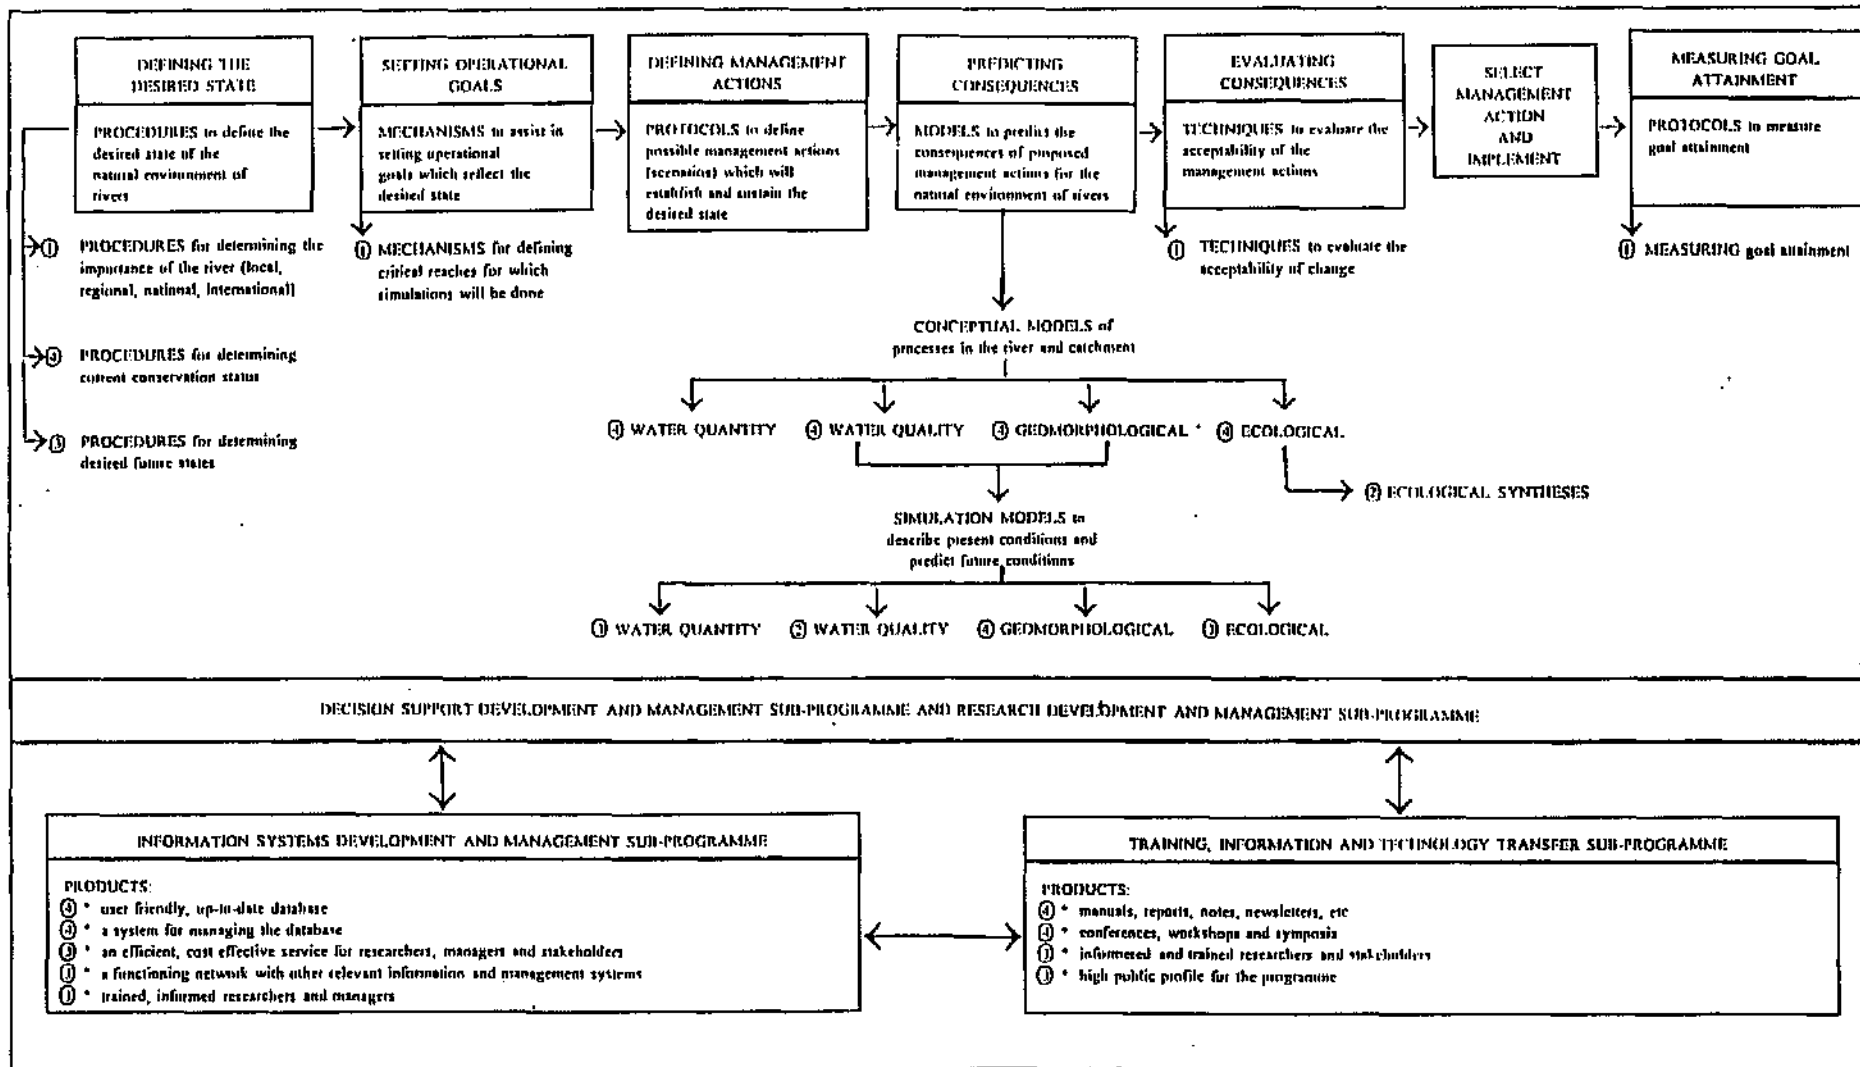 DEFINING THE
DESIRED STATE
PROCEDURES to define the
desired state of the
natural environment of
rivers
SETTING OPERATIONAL
GOALS
MECHANISMS to assist in
setting operational
goals which reflect the
desired state
DEFINING MANAGEMENT
ACTIONS
PROTOCOLS to define
possible management actions
(scenarios) which will
establish and sustain the
desired state
PREDICTING
CONSEQUENCES
MODELS to predict the
consequences of proposed
management actions for the
natural environment of rivers
EVALUATING
CONSEQUENCES
TECHNIQUES to evaluate the
acceptability of the
management actions
SELECT
MANAGEMENT
ACTION
AND
IMPLEMENT
MEASURING GOAL
ATTAINMENT
PROTOCOLS to measure
goal attainment
PROCEDURES for determining the
importance of the river (local,
regional, national, international)
PROCEDURES for determining
current conservation status
PROCEDURES for determining
desired future states
MECHANISMS for defining
critical reaches for which
simulations will be done
TECHNIQUES to evaluate the
acceptability of change
MEASURING goal attainment
CONCEPTUAL MODELS of
processes in the river and catchment
WATER QUANTITY
WATER QUALITY
GEOMORPHOLOGICAL *
ECOLOGICAL
ECOLOGICAL SYNTHESES
SIMULATION MODELS to
describe present conditions and
predict future conditions
WATER QUANTITY
WATER QUALITY
GEOMORPHOLOGICAL
ECOLOGICAL
DECISION SUPPORT DEVELOPMENT AND MANAGEMENT SUB-PROGRAMME AND RESEARCH DEVELOPMENT AND MANAGEMENT SUB-PROGRAMME
INFORMATION SYSTEMS DEVELOPMENT AND MANAGEMENT SUB-PROGRAMME
PRODUCTS:
* user friendly, up-to-date database
* a system for managing the database
* an efficient, cost effective service for researchers, managers and stakeholders
* a functioning network with other relevant information and management systems
* trained, informed researchers and managers
TRAINING, INFORMATION AND TECHNOLOGY TRANSFER SUB-PROGRAMME
PRODUCTS:
* manuals, reports, notes, newsletters, etc
* conferences, workshops and symposia
* informered and trained researchers and stakeholders
* high public profile for the programme